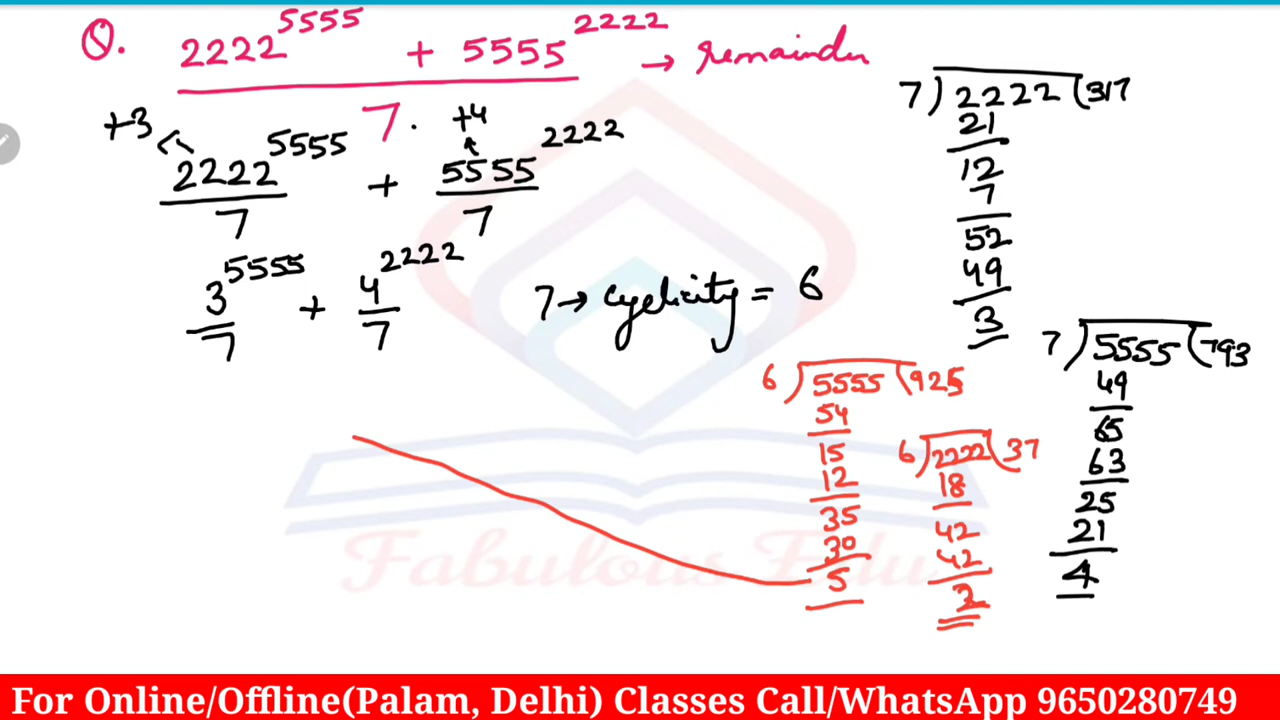 Q. 2222^5555 + 5555^2222 → remainder
7.
+3 +4
2222^5555 + 5555^2222
7 7
3^5555 + 4^2222 7 → cyclicity = 6
7 7
7) 2222 (317
21
12
7
52
49
3
7) 5555 (793
49
65
63
25
21
4
6) 5555 (925
54
15
12
35
30
5
6) 2222 (37
18
42
42
2
Fabulous Edu
For Online/Offline(Palam, Delhi) Classes Call/WhatsApp 9650280749